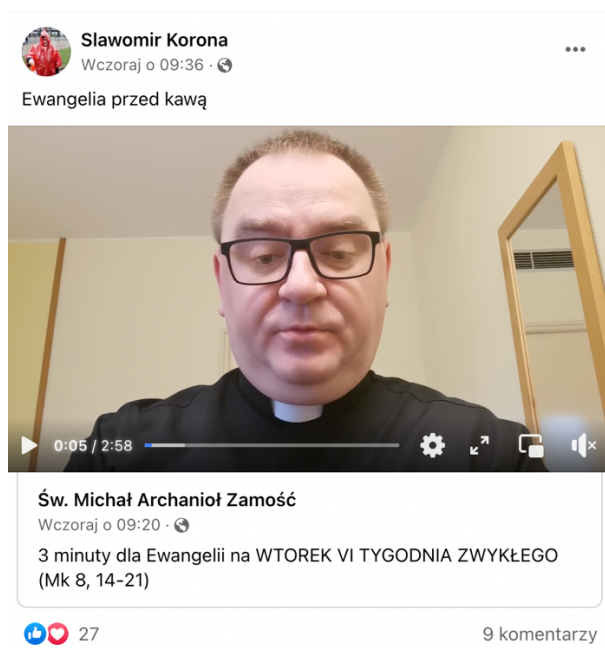 Slawomir Korona
Wczoraj o 09:36 ·
Ewangelia przed kawą
0:05 / 2:58
Św. Michał Archanioł Zamość
Wczoraj o 09:20 ·
3 minuty dla Ewangelii na WTOREK VI TYGODNIA ZWYKŁEGO
(Mk 8, 14-21)
27
9 komentarzy